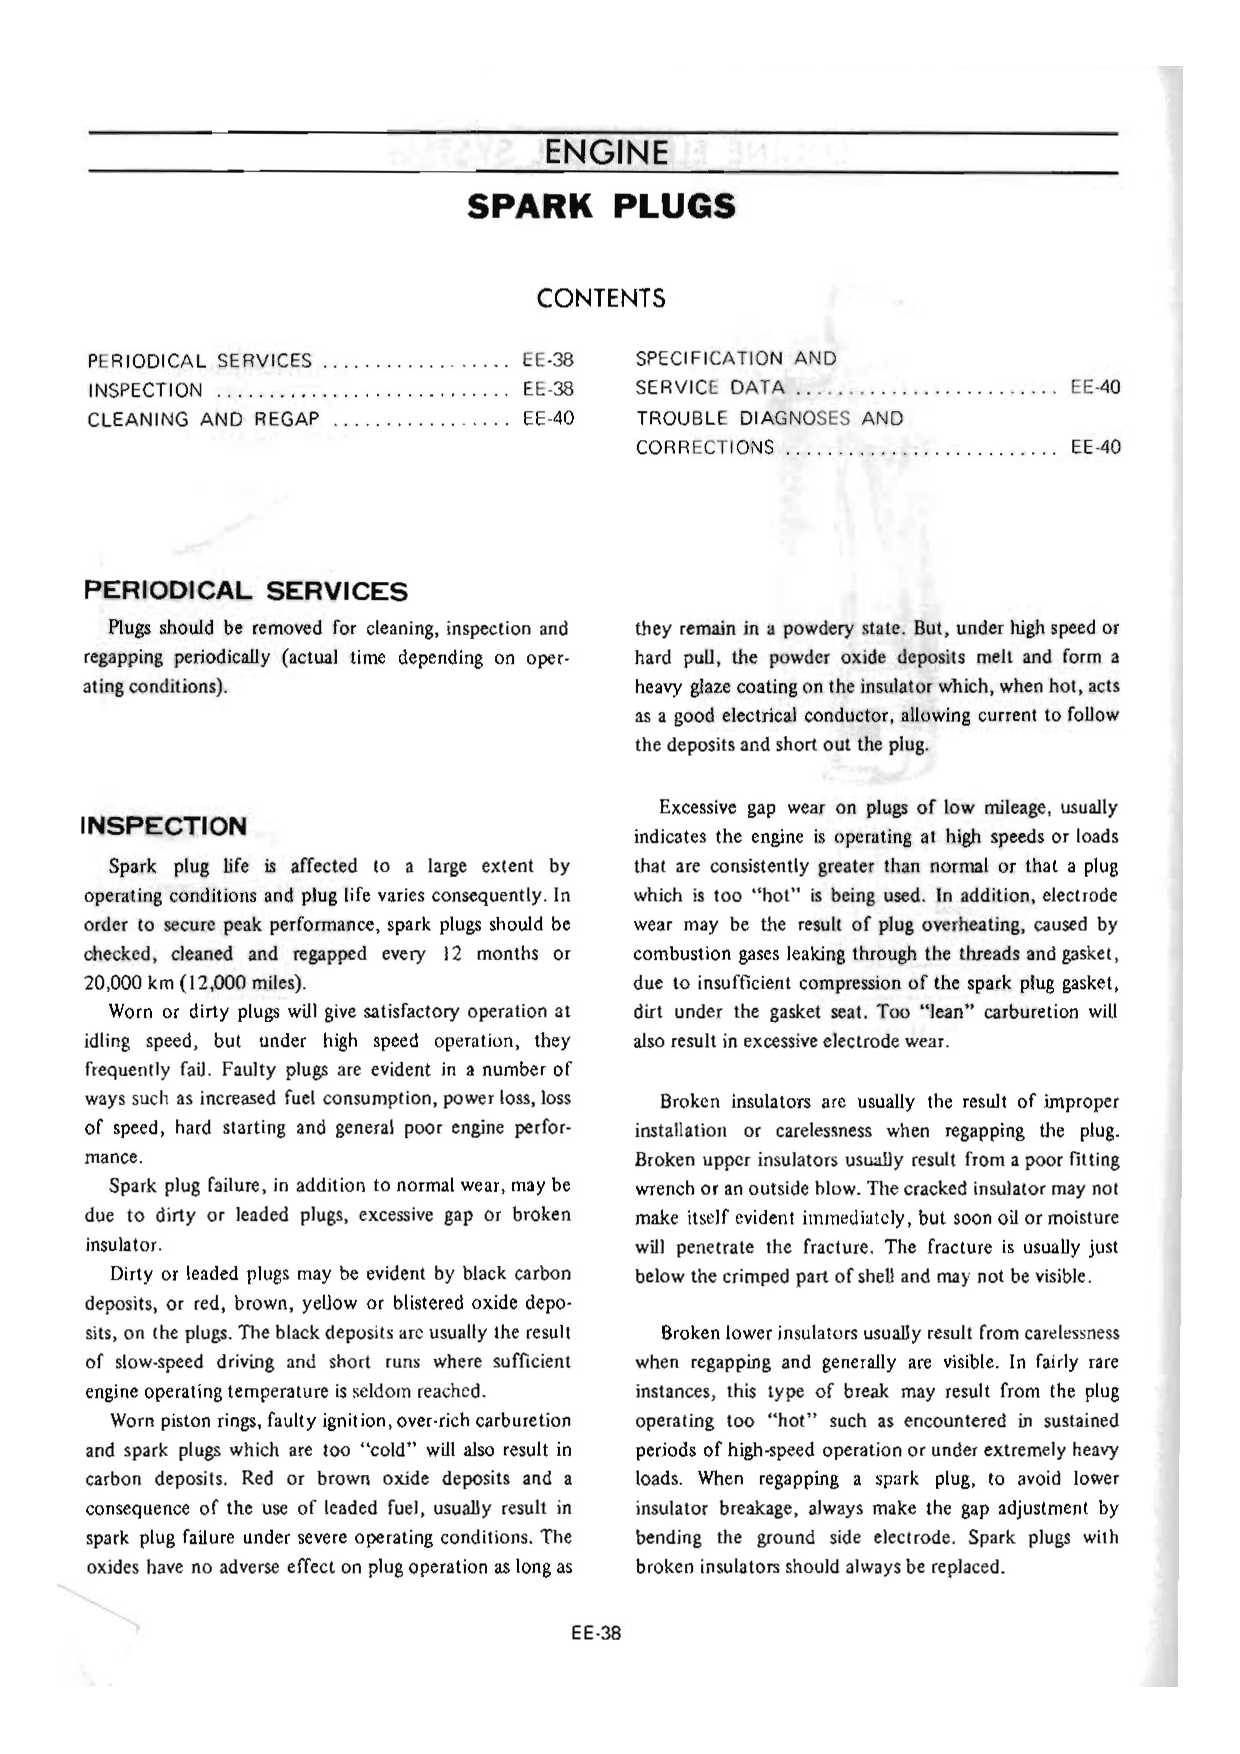 ENGINE
SPARK PLUGS
CONTENTS
PERIODICAL SERVICES .................. EE-38
INSPECTION ............................ EE-38
CLEANING AND REGAP ................. EE-40
SPECIFICATION AND
SERVICE DATA ......................... EE-40
TROUBLE DIAGNOSES AND
CORRECTIONS .......................... EE-40
PERIODICAL SERVICES
Plugs should be removed for cleaning, inspection and
regapping periodically (actual time depending on oper-
ating conditions).
INSPECTION
Spark plug life is affected to a large extent by
operating conditions and plug life varies consequently. In
order to secure peak performance, spark plugs should be
checked, cleaned and regapped every 12 months or
20,000 km (12,000 miles).
Worn or dirty plugs will give satisfactory operation at
idling speed, but under high speed operation, they
frequently fail. Faulty plugs are evident in a number of
ways such as increased fuel consumption, power loss, loss
of speed, hard starting and general poor engine perfor-
mance.
Spark plug failure, in addition to normal wear, may be
due to dirty or leaded plugs, excessive gap or broken
insulator.
Dirty or leaded plugs may be evident by black carbon
deposits, or red, brown, yellow or blistered oxide depo-
sits, on the plugs. The black deposits are usually the result
of slow-speed driving and short runs where sufficient
engine operating temperature is seldom reached.
Worn piston rings, faulty ignition, over-rich carburetion
and spark plugs which are too "cold" will also result in
carbon deposits. Red or brown oxide deposits and a
consequence of the use of leaded fuel, usually result in
spark plug failure under severe operating conditions. The
oxides have no adverse effect on plug operation as long as
they remain in a powdery state. But, under high speed or
hard pull, the powder oxide deposits melt and form a
heavy glaze coating on the insulator which, when hot, acts
as a good electrical conductor, allowing current to follow
the deposits and short out the plug.
Excessive gap wear on plugs of low mileage, usually
indicates the engine is operating at high speeds or loads
that are consistently greater than normal or that a plug
which is too "hot" is being used. In addition, electrode
wear may be the result of plug overheating, caused by
combustion gases leaking through the threads and gasket,
due to insufficient compression of the spark plug gasket,
dirt under the gasket seat. Too "lean" carburetion will
also result in excessive electrode wear.
Broken insulators are usually the result of improper
installation or carelessness when regapping the plug.
Broken upper insulators usually result from a poor fitting
wrench or an outside blow. The cracked insulator may not
make itself evident immediately, but soon oil or moisture
will penetrate the fracture. The fracture is usually just
below the crimped part of shell and may not be visible.
Broken lower insulators usually result from carelessness
when regapping and generally are visible. In fairly rare
instances, this type of break may result from the plug
operating too "hot" such as encountered in sustained
periods of high-speed operation or under extremely heavy
loads. When regapping a spark plug, to avoid lower
insulator breakage, always make the gap adjustment by
bending the ground side electrode. Spark plugs with
broken insulators should always be replaced.
EE-38